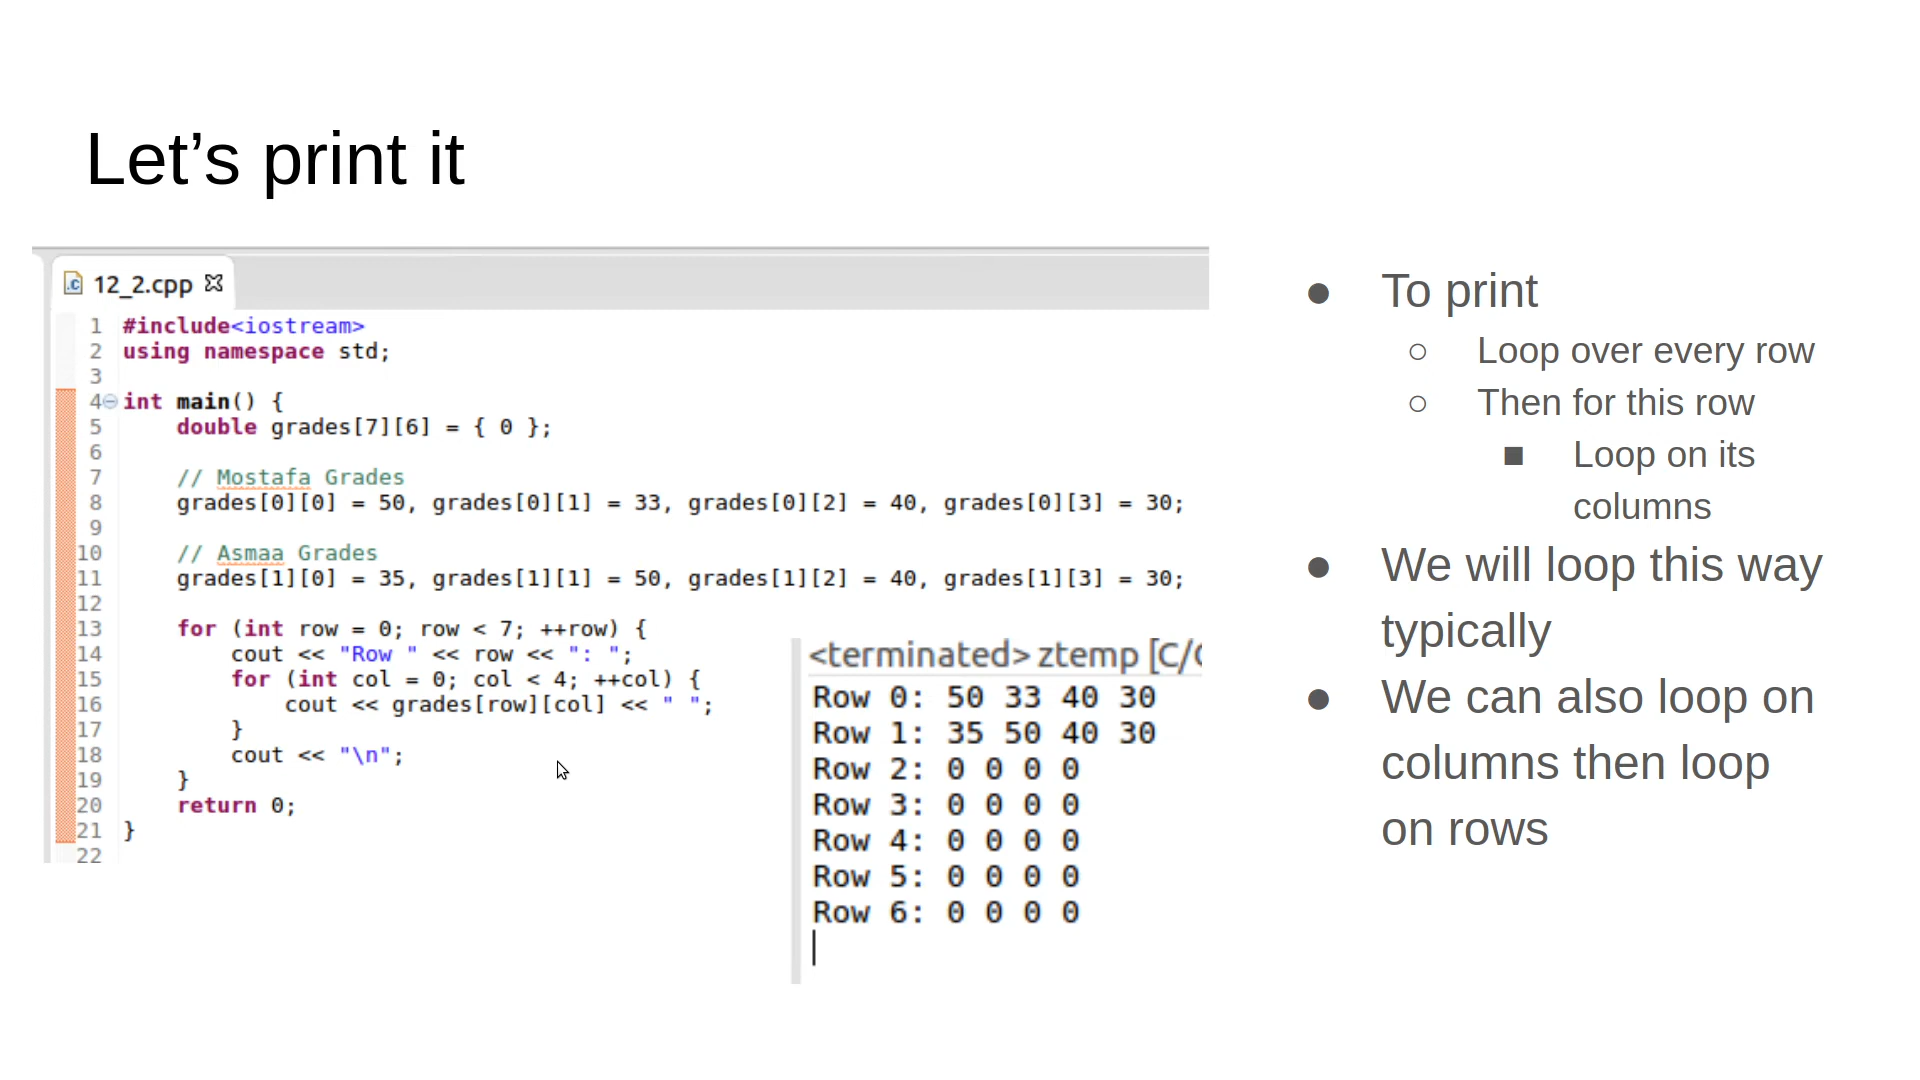 Let’s print it
12_2.cpp
1 #include<iostream>
2 using namespace std;
3
4 int main() {
5     double grades[7][6] = { 0 };
6
7     // Mostafa Grades
8     grades[0][0] = 50, grades[0][1] = 33, grades[0][2] = 40, grades[0][3] = 30;
9
10     // Asmaa Grades
11     grades[1][0] = 35, grades[1][1] = 50, grades[1][2] = 40, grades[1][3] = 30;
12
13     for (int row = 0; row < 7; ++row) {
14         cout << "Row " << row << ": ";
15         for (int col = 0; col < 4; ++col) {
16             cout << grades[row][col] << " ";
17         }
18         cout << "\n";
19     }
20     return 0;
21 }
22
<terminated> ztemp [C/
Row 0: 50 33 40 30
Row 1: 35 50 40 30
Row 2: 0 0 0 0
Row 3: 0 0 0 0
Row 4: 0 0 0 0
Row 5: 0 0 0 0
Row 6: 0 0 0 0
● To print
○ Loop over every row
○ Then for this row
■ Loop on its
columns
● We will loop this way
typically
● We can also loop on
columns then loop
on rows